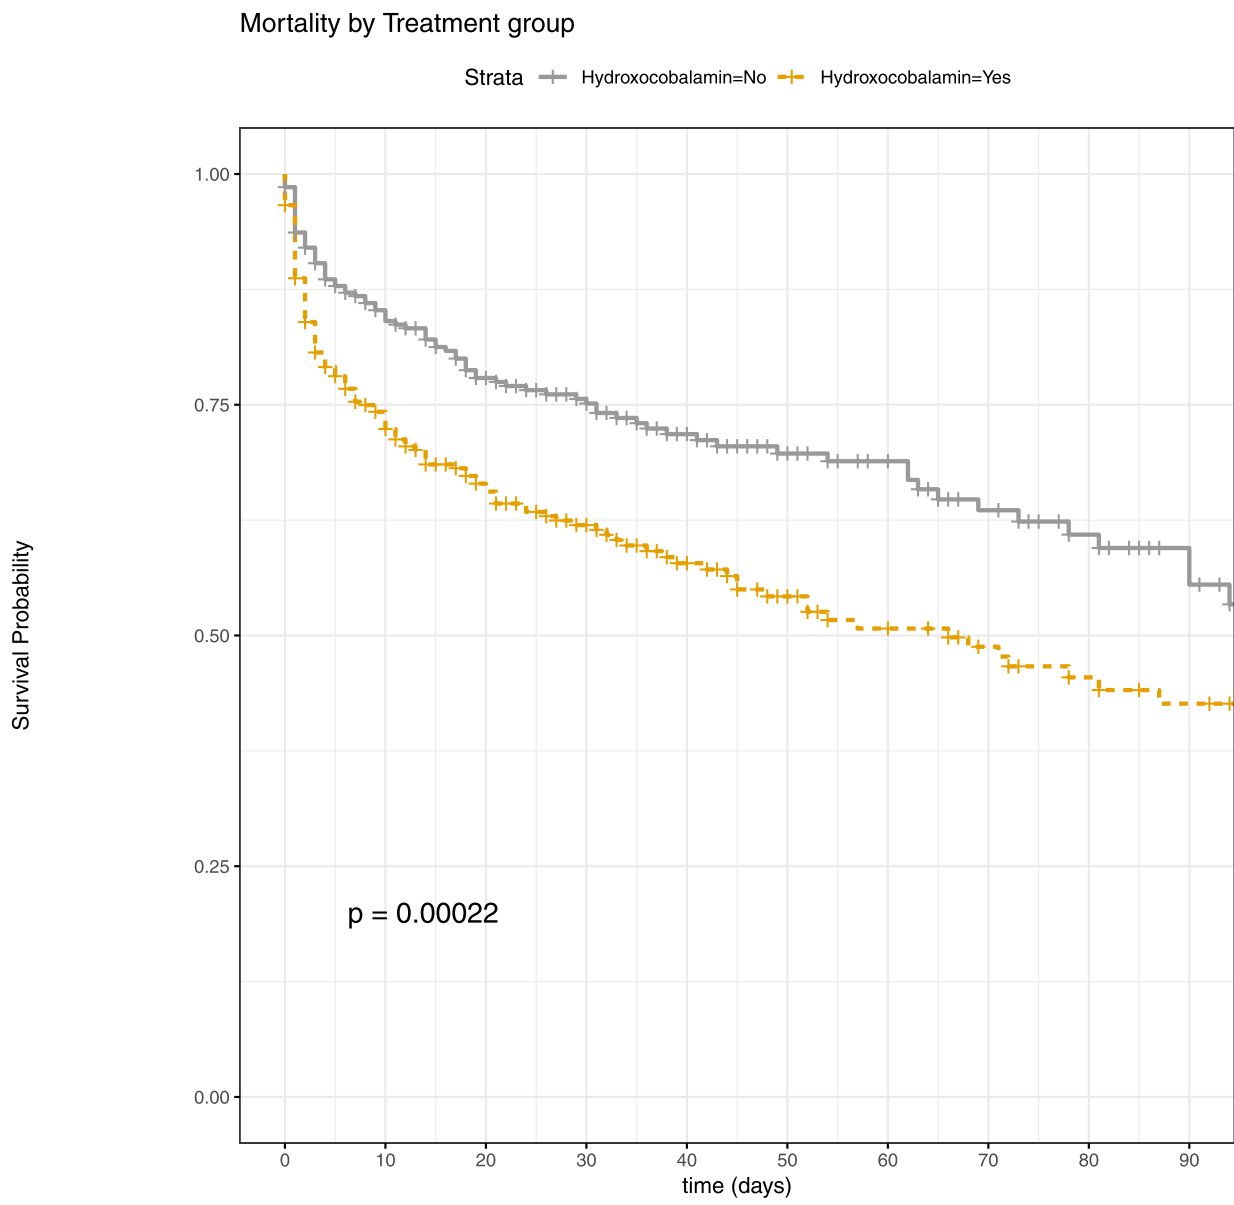 Mortality by Treatment group
Strata Hydroxocobalamin=No Hydroxocobalamin=Yes
Survival Probability
1.00
0.75
0.50
0.25
0.00
p = 0.00022
0 10 20 30 40 50 60 70 80 90
time (days)